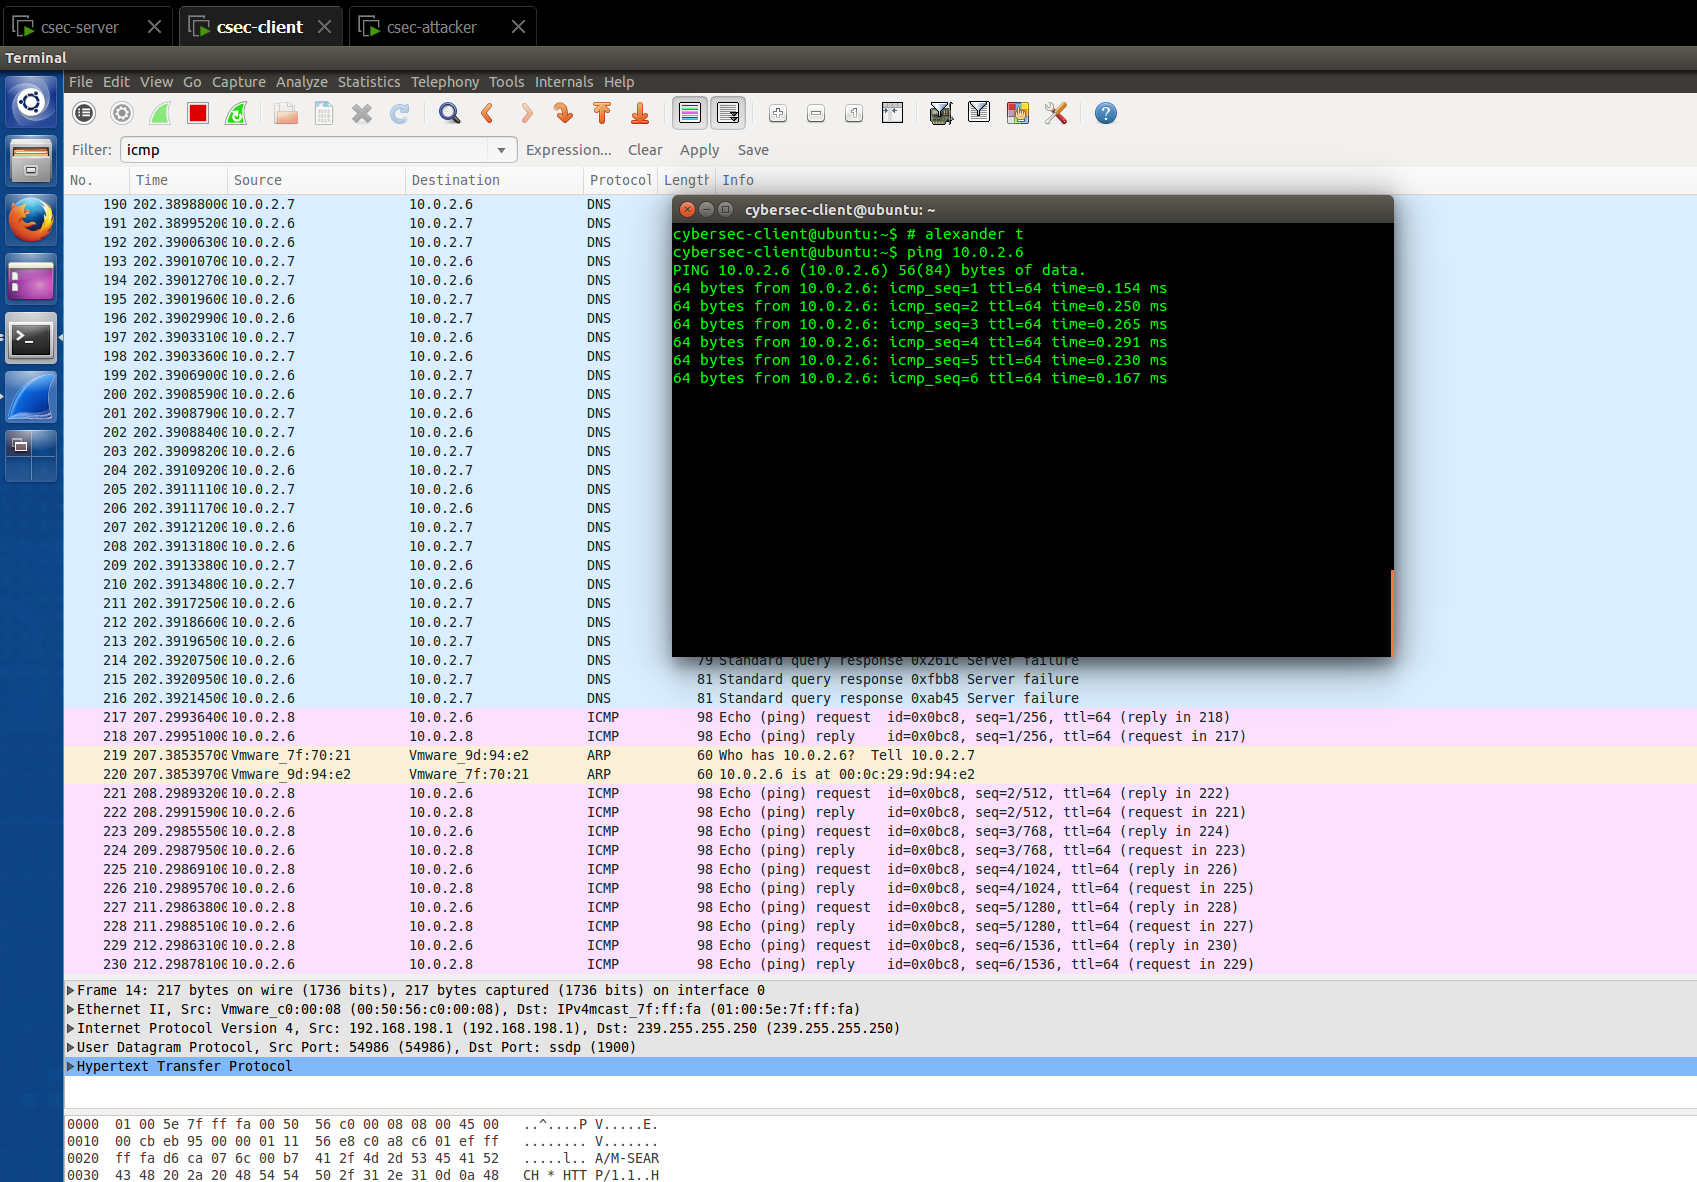 csec-server
csec-client
csec-attacker
Terminal
File Edit View Go Capture Analyze Statistics Telephony Tools Internals Help
Filter: icmp Expression... Clear Apply Save
No. Time Source Destination Protocol Length Info
190 202.38988000 10.0.2.7 10.0.2.6 DNS
191 202.38995200 10.0.2.7 10.0.2.6 DNS
192 202.39006300 10.0.2.6 10.0.2.7 DNS
193 202.39010700 10.0.2.7 10.0.2.6 DNS
194 202.39012700 10.0.2.7 10.0.2.6 DNS
195 202.39019600 10.0.2.6 10.0.2.7 DNS
196 202.39029900 10.0.2.6 10.0.2.7 DNS
197 202.39033100 10.0.2.7 10.0.2.6 DNS
198 202.39033600 10.0.2.7 10.0.2.6 DNS
199 202.39069000 10.0.2.6 10.0.2.7 DNS
200 202.39085900 10.0.2.6 10.0.2.7 DNS
201 202.39087900 10.0.2.7 10.0.2.6 DNS
202 202.39088400 10.0.2.7 10.0.2.6 DNS
203 202.39098200 10.0.2.6 10.0.2.7 DNS
204 202.39109200 10.0.2.6 10.0.2.7 DNS
205 202.39111100 10.0.2.7 10.0.2.6 DNS
206 202.39111700 10.0.2.7 10.0.2.6 DNS
207 202.39121200 10.0.2.6 10.0.2.7 DNS
208 202.39131800 10.0.2.6 10.0.2.7 DNS
209 202.39133800 10.0.2.7 10.0.2.6 DNS
210 202.39134800 10.0.2.7 10.0.2.6 DNS
211 202.39172500 10.0.2.6 10.0.2.7 DNS
212 202.39186600 10.0.2.6 10.0.2.7 DNS
213 202.39196500 10.0.2.6 10.0.2.7 DNS
214 202.39207500 10.0.2.6 10.0.2.7 DNS 79 Standard query response 0x261c Server failure
215 202.39209500 10.0.2.6 10.0.2.7 DNS 81 Standard query response 0xfbb8 Server failure
216 202.39214500 10.0.2.6 10.0.2.7 DNS 81 Standard query response 0xab45 Server failure
217 207.29936400 10.0.2.8 10.0.2.6 ICMP 98 Echo (ping) request id=0x0bc8, seq=1/256, ttl=64 (reply in 218)
218 207.29951000 10.0.2.6 10.0.2.8 ICMP 98 Echo (ping) reply id=0x0bc8, seq=1/256, ttl=64 (request in 217)
219 207.38535700 Vmware_7f:70:21 Vmware_9d:94:e2 ARP 60 Who has 10.0.2.6? Tell 10.0.2.7
220 207.38539700 Vmware_9d:94:e2 Vmware_7f:70:21 ARP 60 10.0.2.6 is at 00:0c:29:9d:94:e2
221 208.29893200 10.0.2.8 10.0.2.6 ICMP 98 Echo (ping) request id=0x0bc8, seq=2/512, ttl=64 (reply in 222)
222 208.29915900 10.0.2.6 10.0.2.8 ICMP 98 Echo (ping) reply id=0x0bc8, seq=2/512, ttl=64 (request in 221)
223 209.29855500 10.0.2.8 10.0.2.6 ICMP 98 Echo (ping) request id=0x0bc8, seq=3/768, ttl=64 (reply in 224)
224 209.29879500 10.0.2.6 10.0.2.8 ICMP 98 Echo (ping) reply id=0x0bc8, seq=3/768, ttl=64 (request in 223)
225 210.29869100 10.0.2.8 10.0.2.6 ICMP 98 Echo (ping) request id=0x0bc8, seq=4/1024, ttl=64 (reply in 226)
226 210.29895700 10.0.2.6 10.0.2.8 ICMP 98 Echo (ping) reply id=0x0bc8, seq=4/1024, ttl=64 (request in 225)
227 211.29863800 10.0.2.8 10.0.2.6 ICMP 98 Echo (ping) request id=0x0bc8, seq=5/1280, ttl=64 (reply in 228)
228 211.29885100 10.0.2.6 10.0.2.8 ICMP 98 Echo (ping) reply id=0x0bc8, seq=5/1280, ttl=64 (request in 227)
229 212.29863100 10.0.2.8 10.0.2.6 ICMP 98 Echo (ping) request id=0x0bc8, seq=6/1536, ttl=64 (reply in 230)
230 212.29878100 10.0.2.6 10.0.2.8 ICMP 98 Echo (ping) reply id=0x0bc8, seq=6/1536, ttl=64 (request in 229)
cybersec-client@ubuntu: ~
cybersec-client@ubuntu:~$ # alexander t
cybersec-client@ubuntu:~$ ping 10.0.2.6
PING 10.0.2.6 (10.0.2.6) 56(84) bytes of data.
64 bytes from 10.0.2.6: icmp_seq=1 ttl=64 time=0.154 ms
64 bytes from 10.0.2.6: icmp_seq=2 ttl=64 time=0.250 ms
64 bytes from 10.0.2.6: icmp_seq=3 ttl=64 time=0.265 ms
64 bytes from 10.0.2.6: icmp_seq=4 ttl=64 time=0.291 ms
64 bytes from 10.0.2.6: icmp_seq=5 ttl=64 time=0.230 ms
64 bytes from 10.0.2.6: icmp_seq=6 ttl=64 time=0.167 ms
Frame 14: 217 bytes on wire (1736 bits), 217 bytes captured (1736 bits) on interface 0
Ethernet II, Src: Vmware_c0:00:08 (00:50:56:c0:00:08), Dst: IPv4mcast_7f:ff:fa (01:00:5e:7f:ff:fa)
Internet Protocol Version 4, Src: 192.168.198.1 (192.168.198.1), Dst: 239.255.255.250 (239.255.255.250)
User Datagram Protocol, Src Port: 54986 (54986), Dst Port: ssdp (1900)
Hypertext Transfer Protocol
0000 01 00 5e 7f ff fa 00 50 56 c0 00 08 08 00 45 00 ..^....P V.....E.
0010 00 cb eb 95 00 00 01 11 56 e8 c0 a8 c6 01 ef ff ........ V.......
0020 ff fa d6 ca 07 6c 00 b7 41 2f 4d 2d 53 45 41 52 .....l.. A/M-SEAR
0030 43 48 20 2a 20 48 54 54 50 2f 31 2e 31 0d 0a 48 CH * HTT P/1.1..H